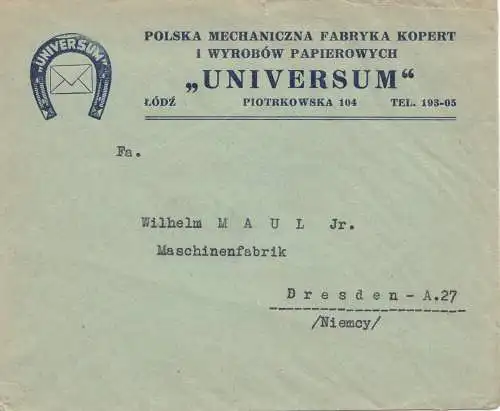 "UNIVERSUM"
POLSKA MECHANICZNA FABRYKA KOPERT
I WYROBÓW PAPIEROWYCH
„UNIVERSUM“
ŁÓDŹ PIOTRKOWSKA 104 TEL. 193-05
Fa.
Wilhelm M A U L Jr.
Maschinenfabrik
D r e s d e n - A.27
/Niemcy/